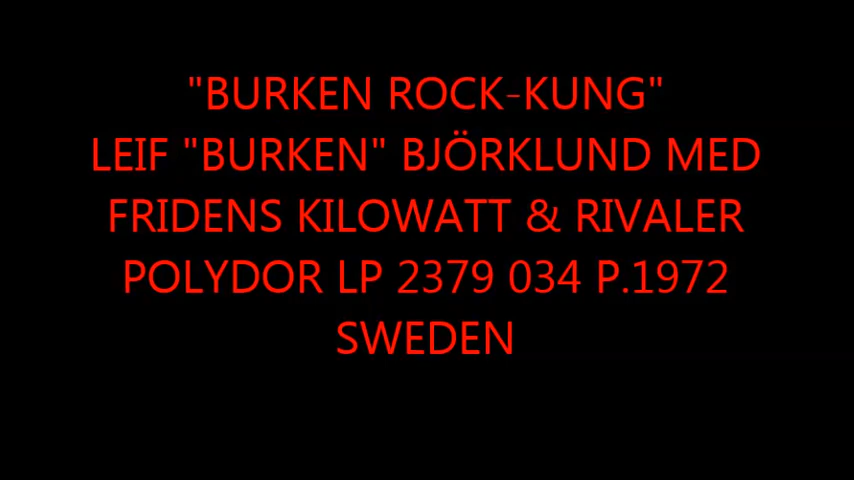 "BURKEN ROCK-KUNG"
LEIF "BURKEN" BJÖRKLUND MED
FRIDENS KILOWATT & RIVALER
POLYDOR LP 2379 034 P.1972
SWEDEN